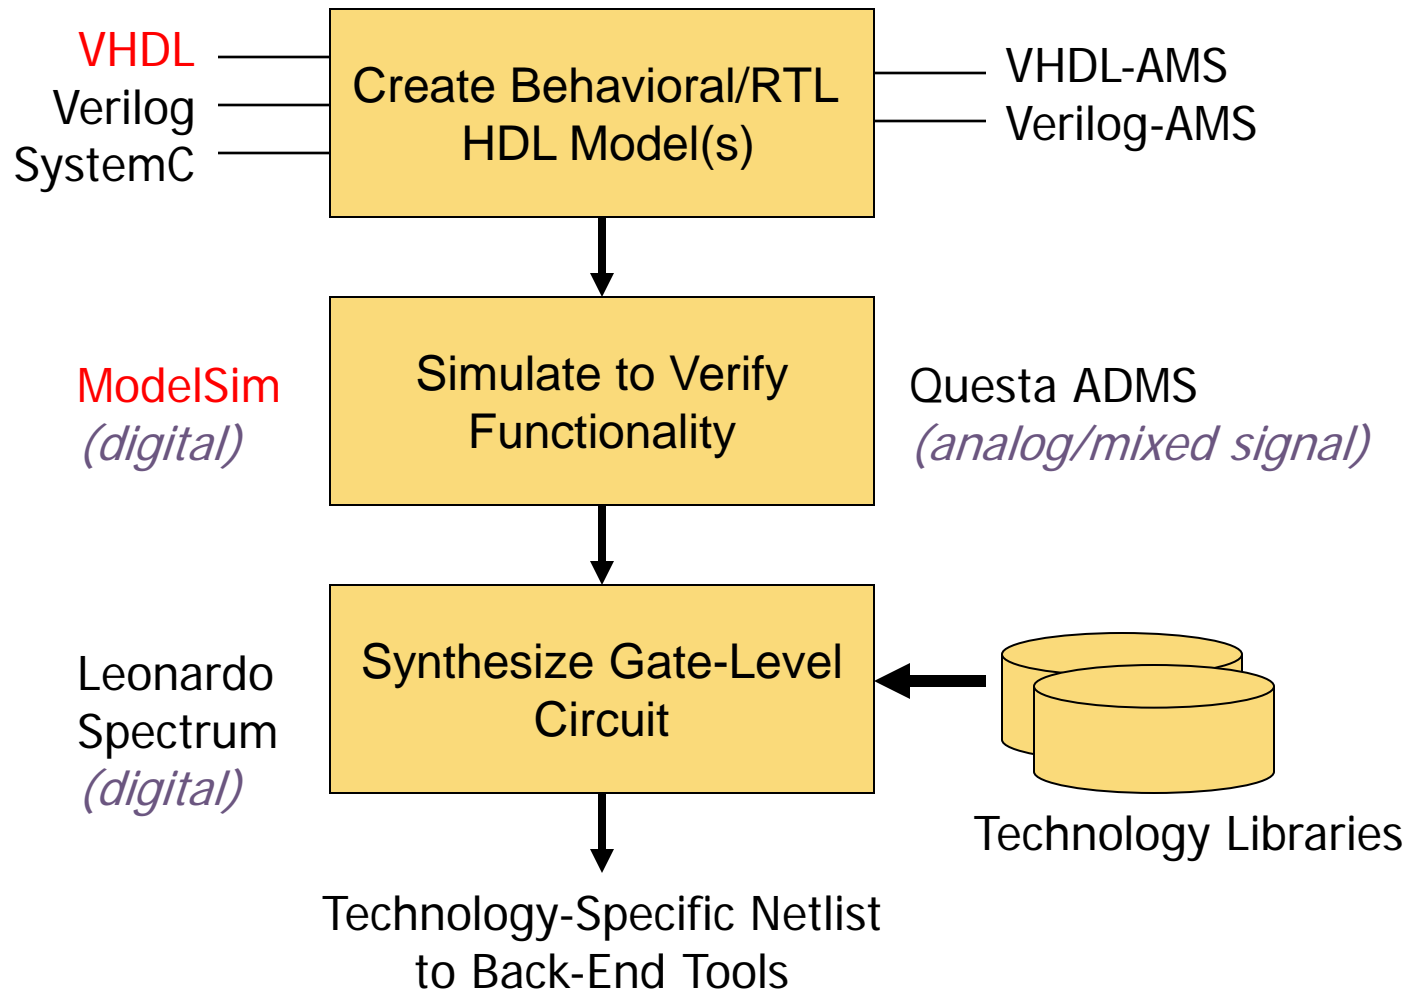 VHDL
Verilog
SystemC
Create Behavioral/RTL
HDL Model(s)
VHDL-AMS
Verilog-AMS
ModelSim
(digital)
Simulate to Verify
Functionality
Questa ADMS
(analog/mixed signal)
Leonardo
Spectrum
(digital)
Synthesize Gate-Level
Circuit
Technology Libraries
Technology-Specific Netlist
to Back-End Tools